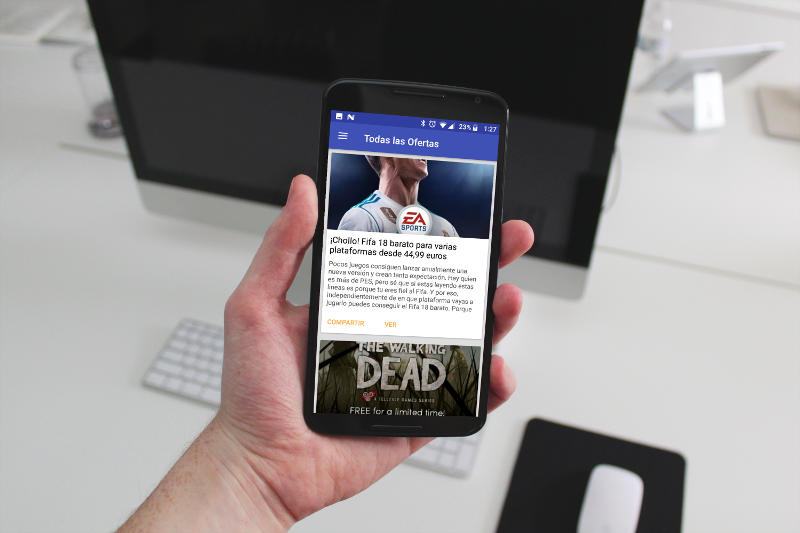 23% 1:27
Todas las Ofertas
EA
SPORTS
¡Chollo! Fifa 18 barato para varias
plataformas desde 44,99 euros
Pocos juegos consiguen lanzar anualmente una
nueva versión y crean tanta expectación. Hay quien
es más de PES, pero sé que si estas leyendo estas
líneas es porque tu eres fiel al Fifa. Y por eso,
independientemente de en que plataforma vayas a
jugarlo puedes conseguir el Fifa 18 barato. Porque
COMPARTIR VER
THE WALKING
DEAD
A TELLTALE GAMES SERIES
FREE for a limited time!